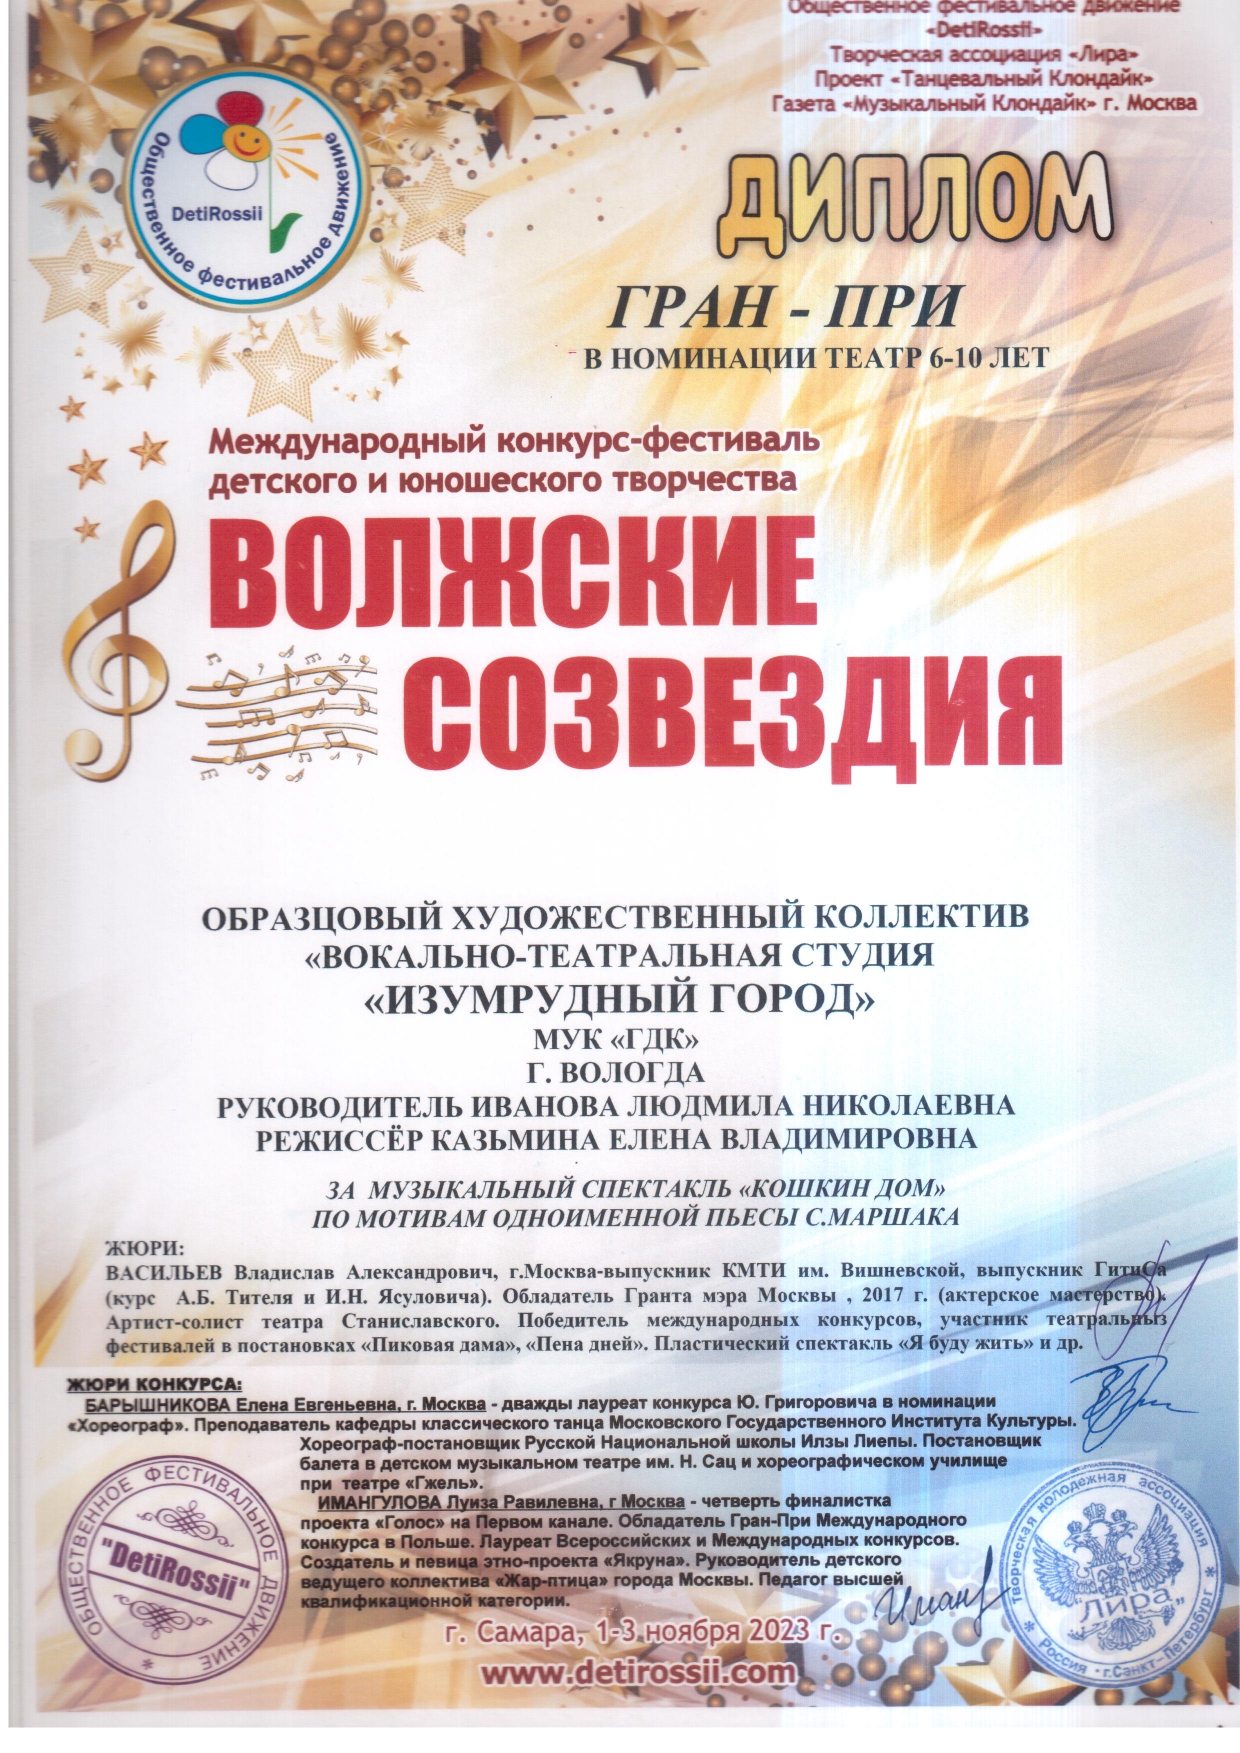 Общественное фестивальное движение
«DetiRossii»
Творческая ассоциация «Лира»
Проект «Танцевальный Клондайк»
Газета «Музыкальный Клондайк» г. Москва
Общественное фестивальное движение
DetiRossii
ДИПЛОМ
ГРАН - ПРИ
В НОМИНАЦИИ ТЕАТР 6-10 ЛЕТ
Международный конкурс-фестиваль
детского и юношеского творчества
ВОЛЖСКИЕ
СОЗВЕЗДИЯ
ОБРАЗЦОВЫЙ ХУДОЖЕСТВЕННЫЙ КОЛЛЕКТИВ
«ВОКАЛЬНО-ТЕАТРАЛЬНАЯ СТУДИЯ
«ИЗУМРУДНЫЙ ГОРОД»
МУК «ГДК»
Г. ВОЛОГДА
РУКОВОДИТЕЛЬ ИВАНОВА ЛЮДМИЛА НИКОЛАЕВНА
РЕЖИССЁР КАЗЬМИНА ЕЛЕНА ВЛАДИМИРОВНА
ЗА МУЗЫКАЛЬНЫЙ СПЕКТАКЛЬ «КОШКИН ДОМ»
ПО МОТИВАМ ОДНОИМЕННОЙ ПЬЕСЫ С.МАРШАКА
ЖЮРИ:
ВАСИЛЬЕВ Владислав Александрович, г.Москва-выпускник КМТИ им. Вишневской, выпускник ГитиСа
(курс А.Б. Тителя и И.Н. Ясуловича). Обладатель Гранта мэра Москвы , 2017 г. (актерское мастерство).
Артист-солист театра Станиславского. Победитель международных конкурсов, участник театральныз
фестивалей в постановках «Пиковая дама», «Пена дней». Пластический спектакль «Я буду жить» и др.
ЖЮРИ КОНКУРСА:
БАРЫШНИКОВА Елена Евгеньевна, г. Москва - дважды лауреат конкурса Ю. Григоровича в номинации
«Хореограф». Преподаватель кафедры классического танца Московского Государственного Института Культуры.
Хореограф-постановщик Русской Национальной школы Илзы Лиепы. Постановщик
балета в детском музыкальном театре им. Н. Сац и хореографическом училище
при театре «Гжель».
ИМАНГУЛОВА Луиза Равилевна, г Москва - четверть финалистка
проекта «Голос» на Первом канале. Обладатель Гран-При Международного
конкурса в Польше. Лауреат Всероссийских и Международных конкурсов.
Создатель и певица этно-проекта «Якруна». Руководитель детского
ведущего коллектива «Жар-птица» города Москвы. Педагог высшей
квалификационной категории.
ОБЩЕСТВЕННОЕ ФЕСТИВАЛЬНОЕ ДВИЖЕНИЕ
"DetiRossii"
Творческая молодежная ассоциация
"Лира"
Россия - г.Санкт-Петербург
г. Самара, 1-3 ноября 2023 г.
www.detirossii.com